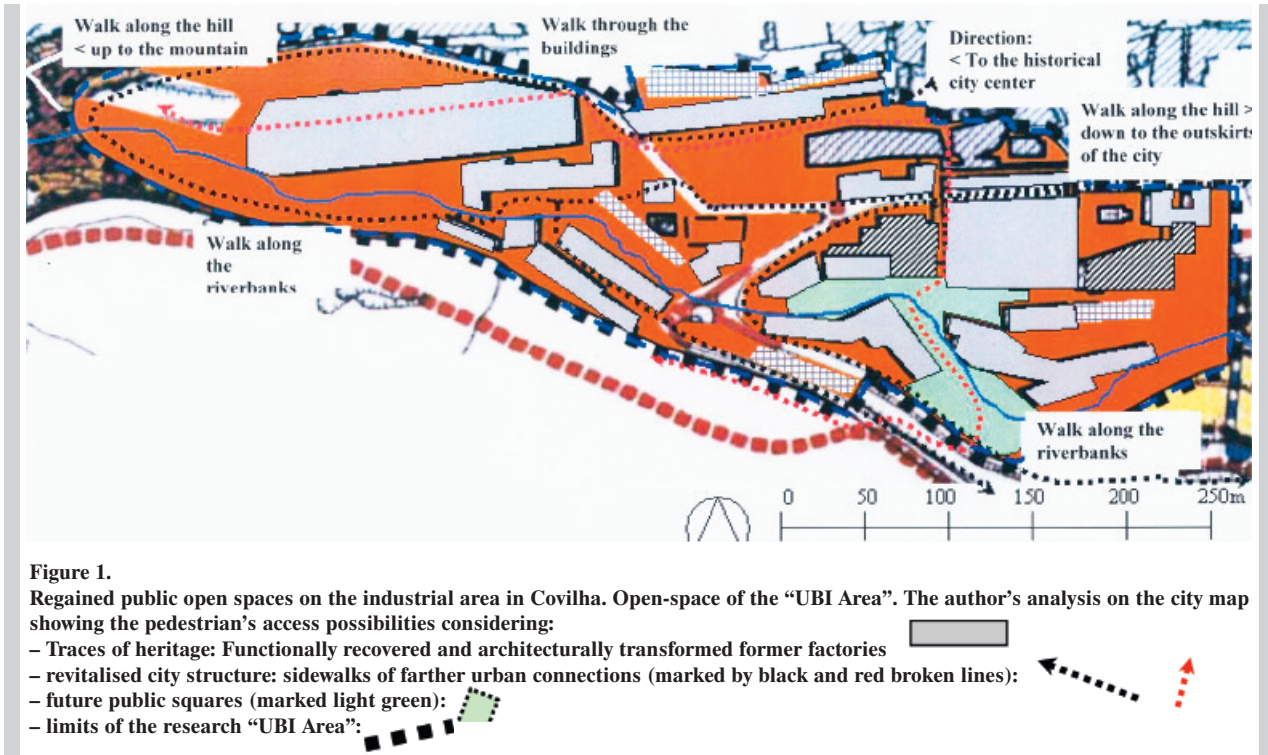 Walk along the hill
< up to the mountain
Walk through the
buildings
Direction:
< To the historical
city center
Walk along the hill >
down to the outskirts
of the city
Walk along
the
riverbanks
Walk along the
riverbanks
0 50 100 150 200 250m
Figure 1.
Regained public open spaces on the industrial area in Covilha. Open-space of the “UBI Area”. The author’s analysis on the city map
showing the pedestrian’s access possibilities considering:
– Traces of heritage: Functionally recovered and architecturally transformed former factories
– revitalised city structure: sidewalks of farther urban connections (marked by black and red broken lines):
– future public squares (marked light green):
– limits of the research “UBI Area”: